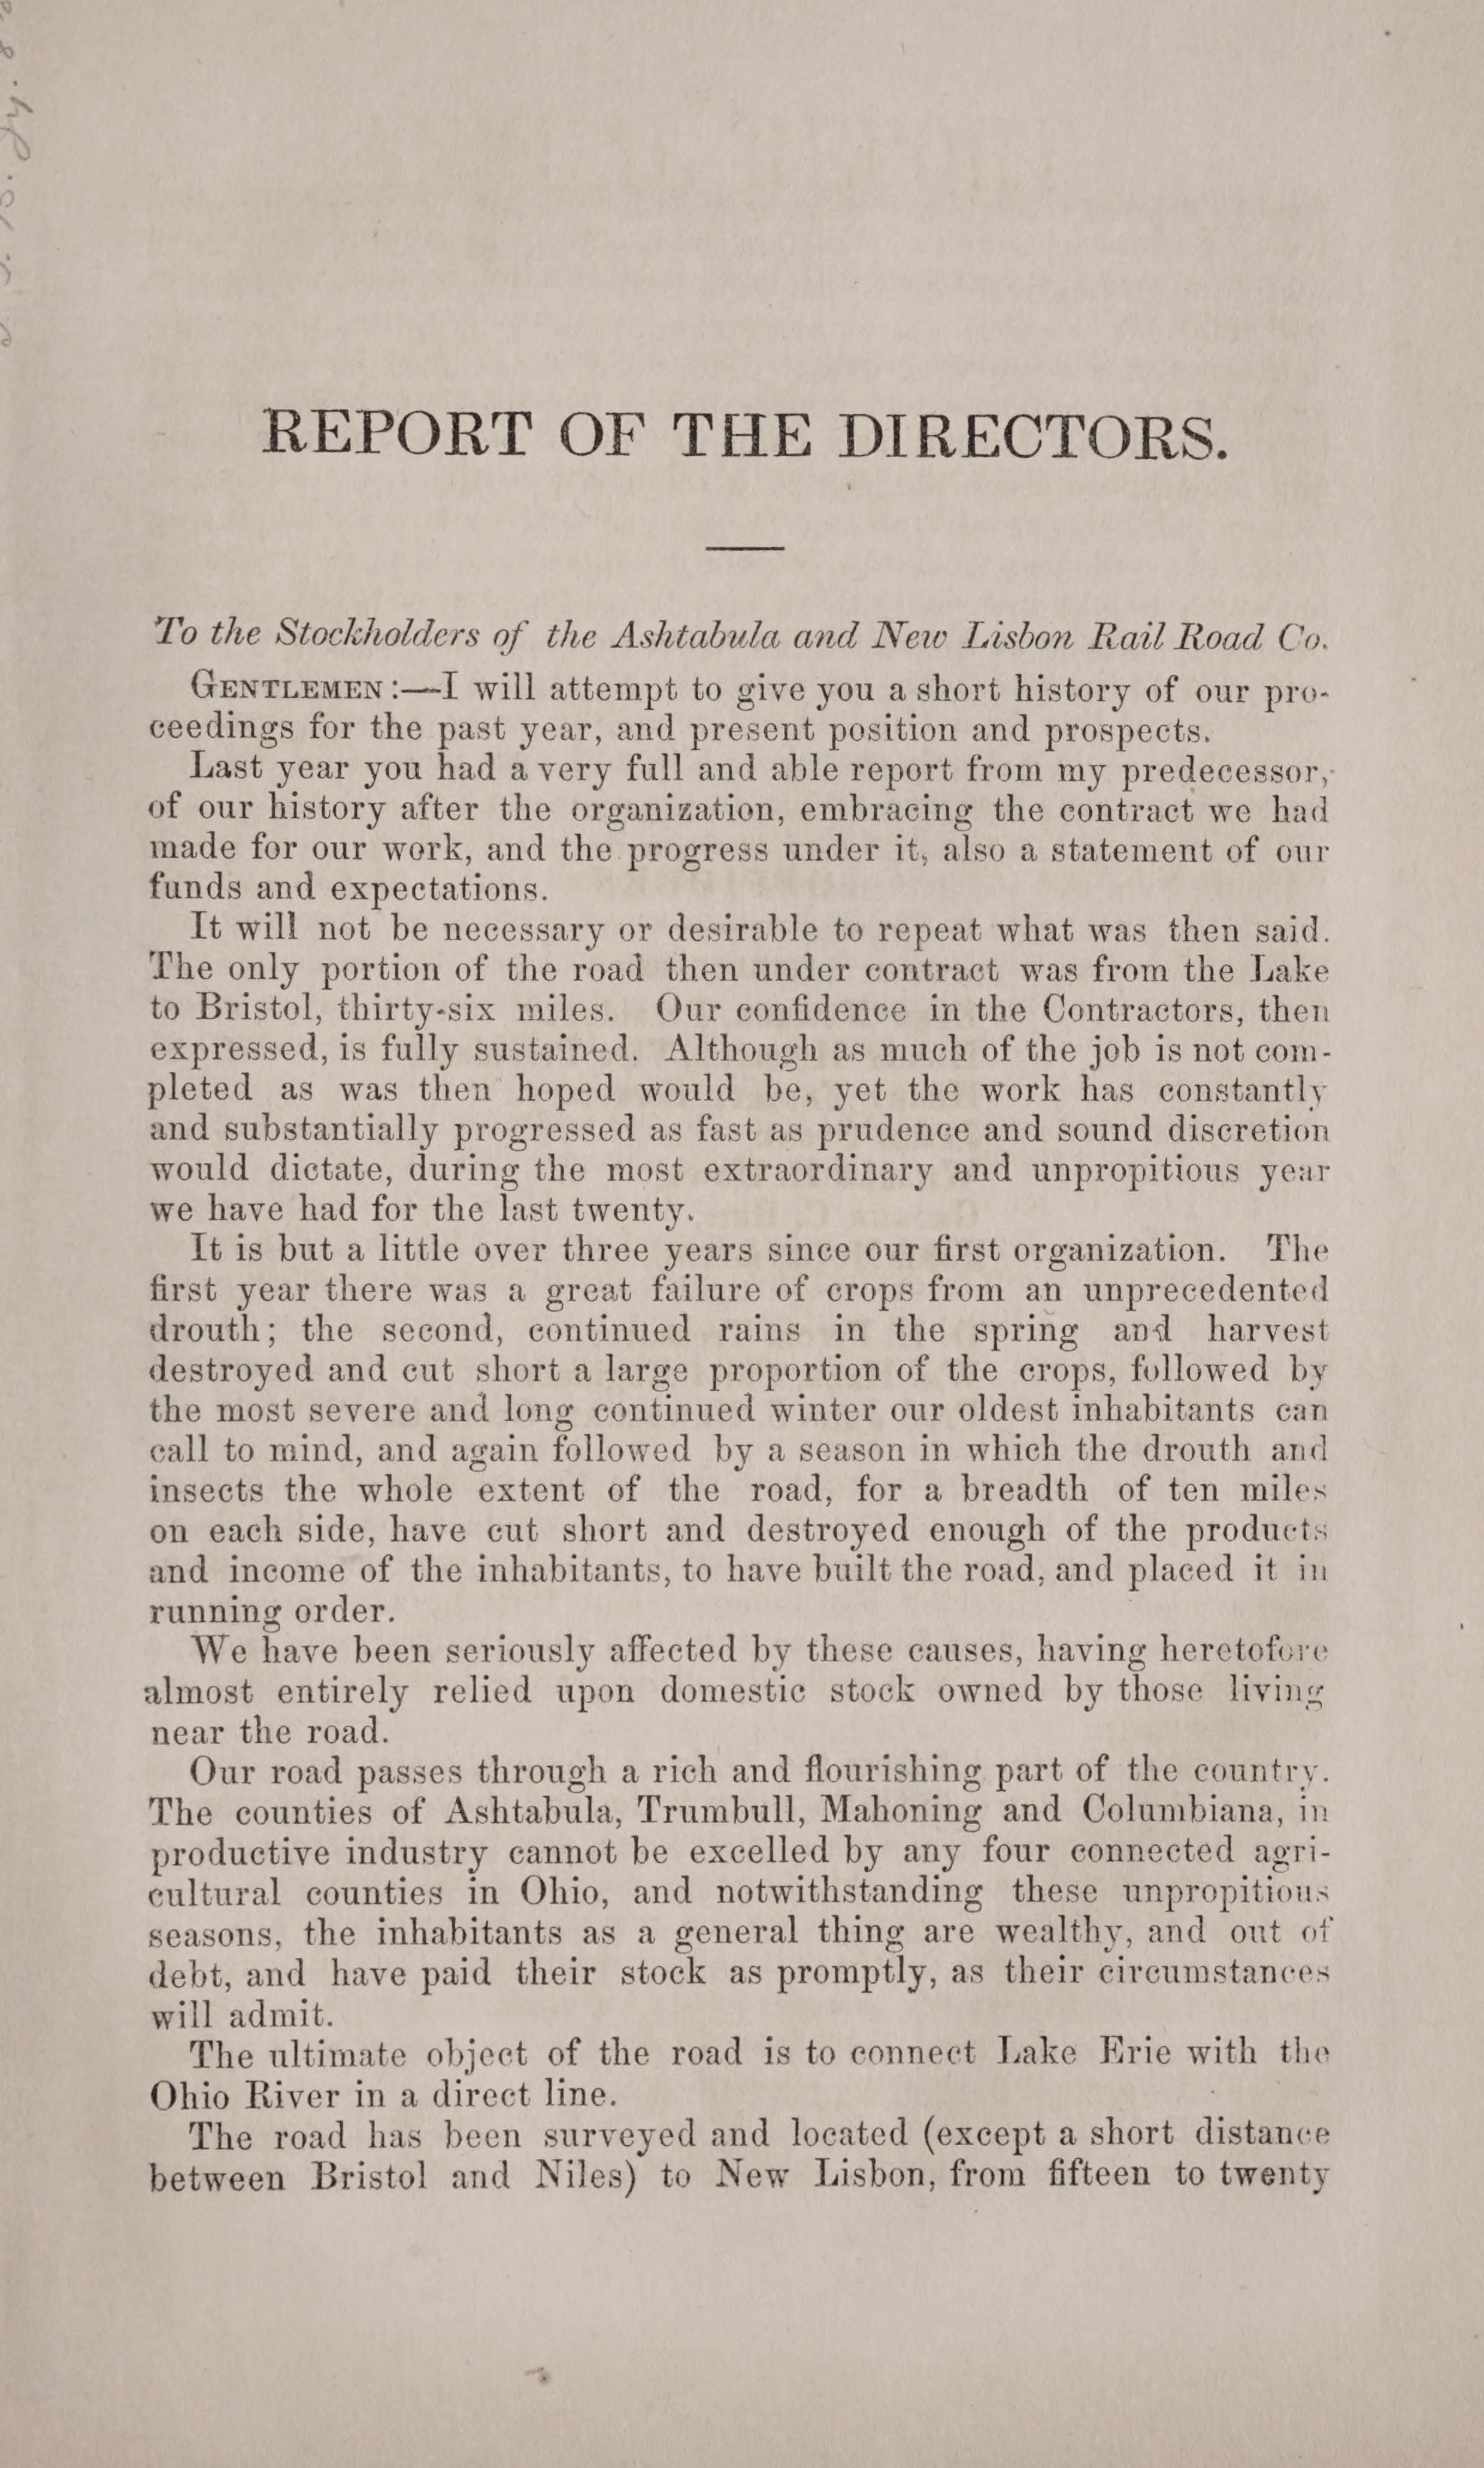 REPORT OF THE DIRECTORS.
To the Stockholders of the Ashtabula and New Lisbon Rail Road Co.
GENTLEMEN:—I will attempt to give you a short history of our pro-
ceedings for the past year, and present position and prospects.
Last year you had a very full and able report from my predecessor,
of our history after the organization, embracing the contract we had
made for our work, and the progress under it, also a statement of our
funds and expectations.
It will not be necessary or desirable to repeat what was then said.
The only portion of the road then under contract was from the Lake
to Bristol, thirty-six miles. Our confidence in the Contractors, then
expressed, is fully sustained. Although as much of the job is not com-
pleted as was then hoped would be, yet the work has constantly
and substantially progressed as fast as prudence and sound discretion
would dictate, during the most extraordinary and unpropitious year
we have had for the last twenty.
It is but a little over three years since our first organization. The
first year there was a great failure of crops from an unprecedented
drouth; the second, continued rains in the spring and harvest
destroyed and cut short a large proportion of the crops, followed by
the most severe and long continued winter our oldest inhabitants can
call to mind, and again followed by a season in which the drouth and
insects the whole extent of the road, for a breadth of ten miles
on each side, have cut short and destroyed enough of the products
and income of the inhabitants, to have built the road, and placed it in
running order.
We have been seriously affected by these causes, having heretofore
almost entirely relied upon domestic stock owned by those living
near the road.
Our road passes through a rich and flourishing part of the country.
The counties of Ashtabula, Trumbull, Mahoning and Columbiana, in
productive industry cannot be excelled by any four connected agri-
cultural counties in Ohio, and notwithstanding these unpropitious
seasons, the inhabitants as a general thing are wealthy, and out of
debt, and have paid their stock as promptly, as their circumstances
will admit.
The ultimate object of the road is to connect Lake Erie with the
Ohio River in a direct line.
The road has been surveyed and located (except a short distance
between Bristol and Niles) to New Lisbon, from fifteen to twenty